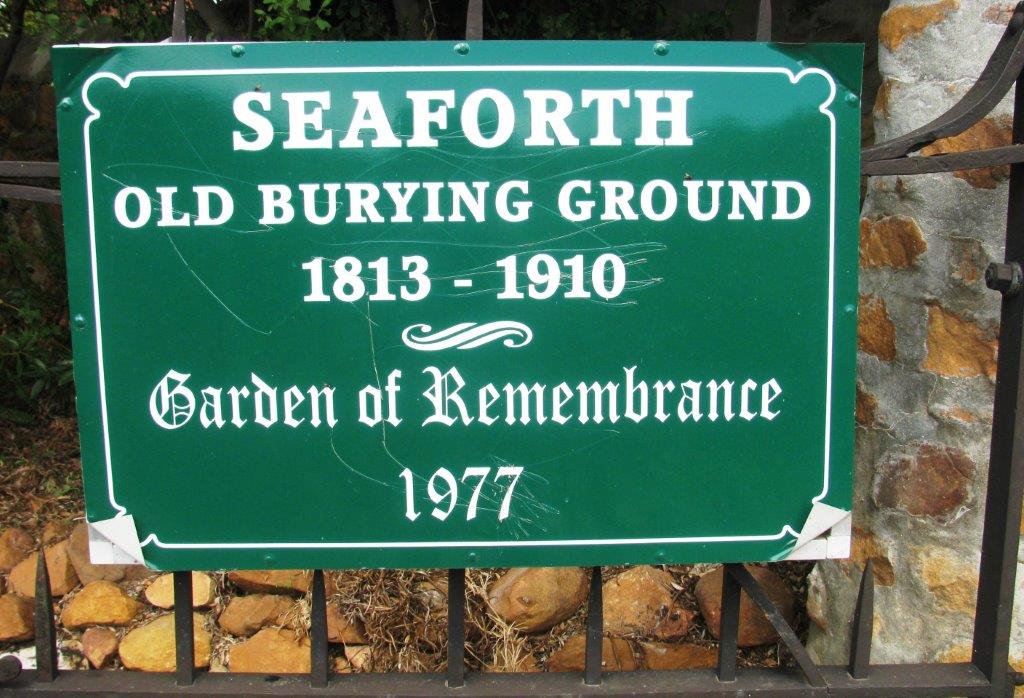 SEAFORTH
OLD BURYING GROUND
1813 - 1910
Garden of Remembrance
1977